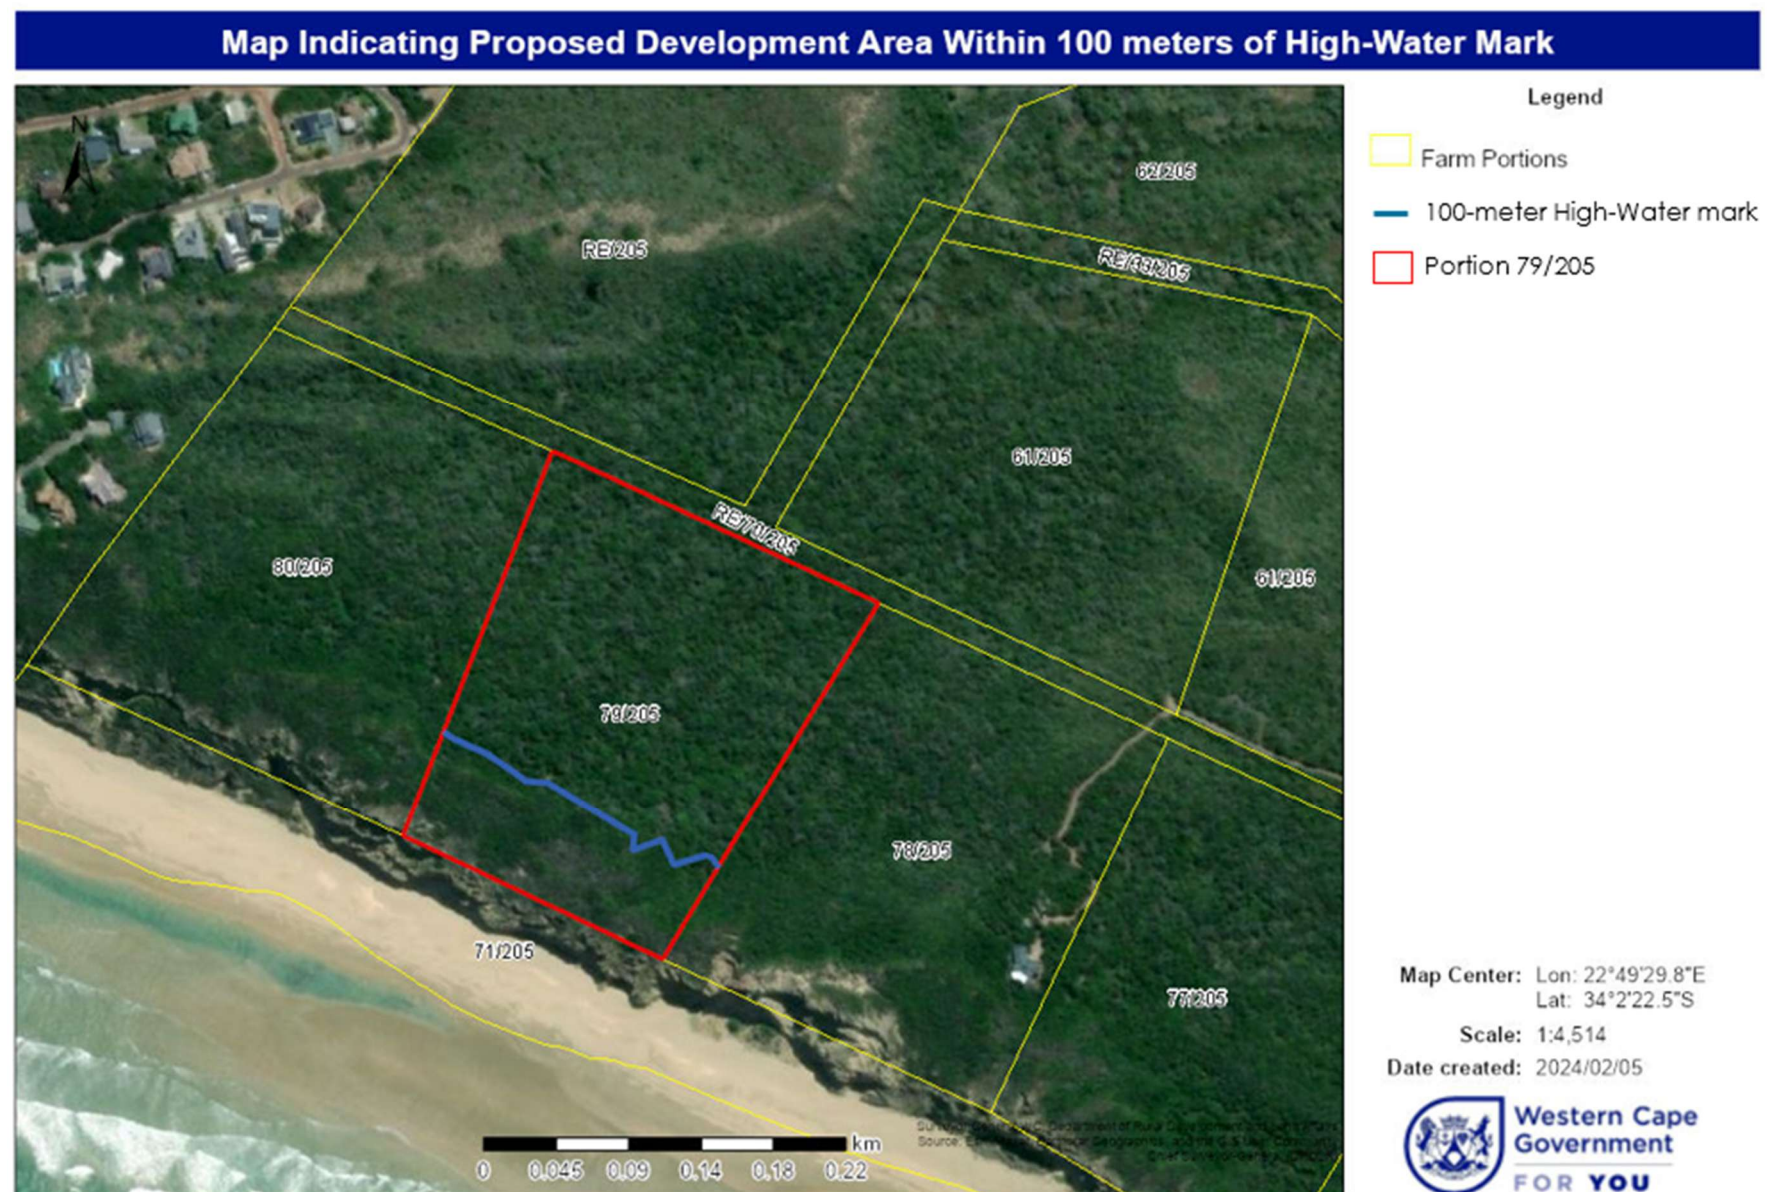 Map Indicating Proposed Development Area Within 100 meters of High-Water Mark
Legend
Farm Portions
100-meter High-Water mark
Portion 79/205
N
62/205
RE/205
RE/33/205
61/205
RE/70/205
80/205
61/205
79/205
78/205
71/205
77/205
Map Center: Lon: 22°49'29.8"E
Lat: 34°2'22.5"S
Scale: 1:4,514
Date created: 2024/02/05
km
0 0.045 0.09 0.14 0.18 0.22
Western Cape
Government
FOR YOU